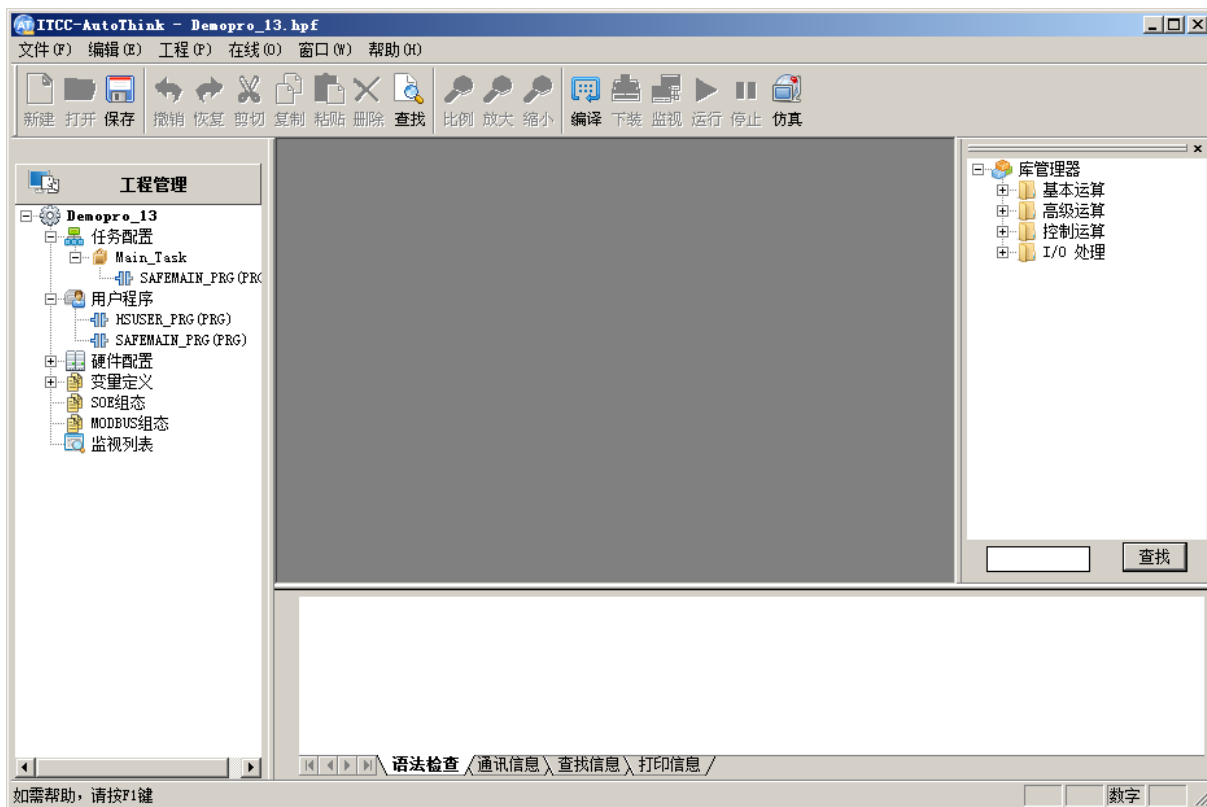 ITCC-AutoThink - Demopro_13.hpf
文件(F) 编辑(E) 工程(P) 在线(O) 窗口(W) 帮助(H)
新建 打开 保存 撤销 恢复 剪切 复制 粘贴 删除 查找 比例 放大 缩小 编译 下装 监视 运行 停止 仿真
工程管理
Demopro_13
任务配置
Main_Task
SAFEMAIN_PRG(PRG
用户程序
HSUSER_PRG(PRG)
SAFEMAIN_PRG(PRG)
硬件配置
变量定义
SOE组态
MODBUS组态
监视列表
库管理器
基本运算
高级运算
控制运算
I/O 处理
查找
语法检查 通讯信息 查找信息 打印信息
如需帮助，请按F1键
数字